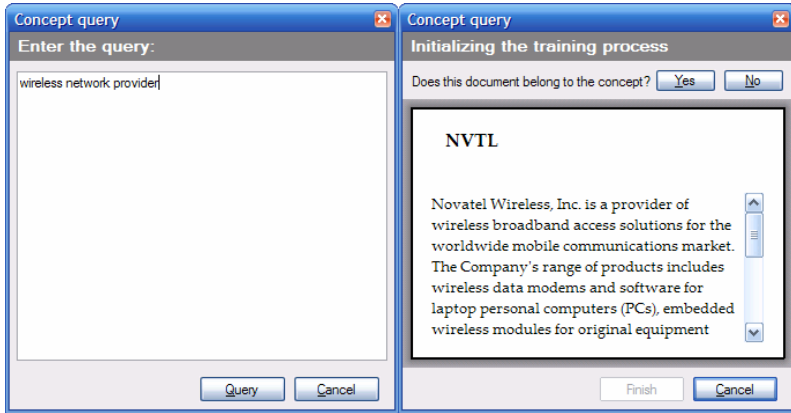 Concept query
Enter the query:
wireless network provider
Query
Cancel
Concept query
Initializing the training process
Does this document belong to the concept?
Yes
No
NVTL
Novatel Wireless, Inc. is a provider of
wireless broadband access solutions for the
worldwide mobile communications market.
The Company's range of products includes
wireless data modems and software for
laptop personal computers (PCs), embedded
wireless modules for original equipment
Finish
Cancel